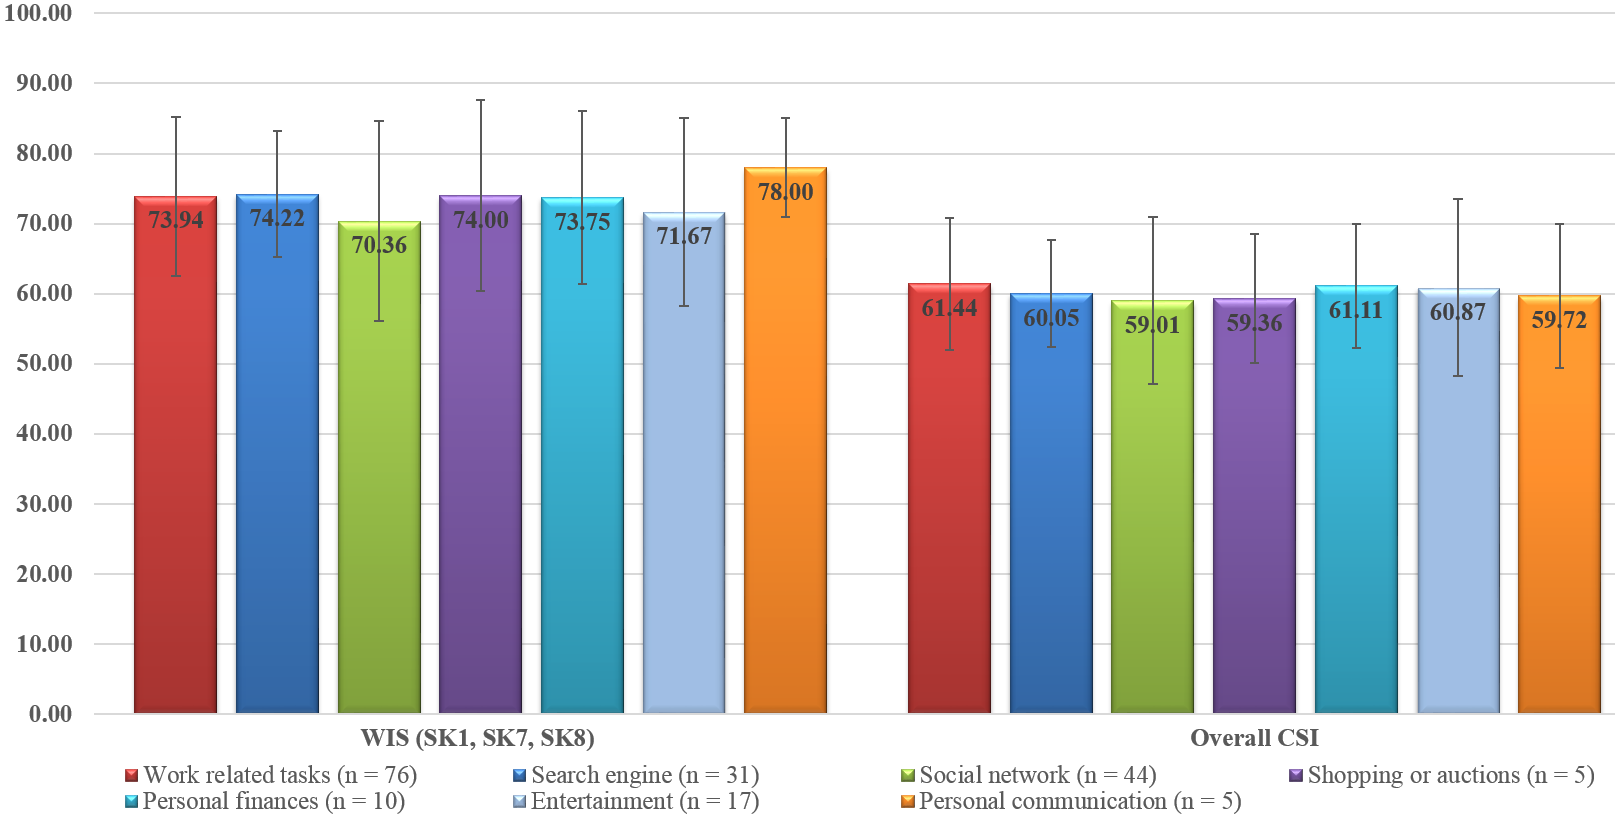 100.00
90.00
80.00
70.00
60.00
50.00
40.00
30.00
20.00
10.00
0.00
73.94
74.22
70.36
74.00
73.75
71.67
78.00
61.44
60.05
59.01
59.36
61.11
60.87
59.72
WIS (SK1, SK7, SK8)
Overall CSI
Work related tasks (n = 76)
Search engine (n = 31)
Social network (n = 44)
Shopping or auctions (n = 5)
Personal finances (n = 10)
Entertainment (n = 17)
Personal communication (n = 5)